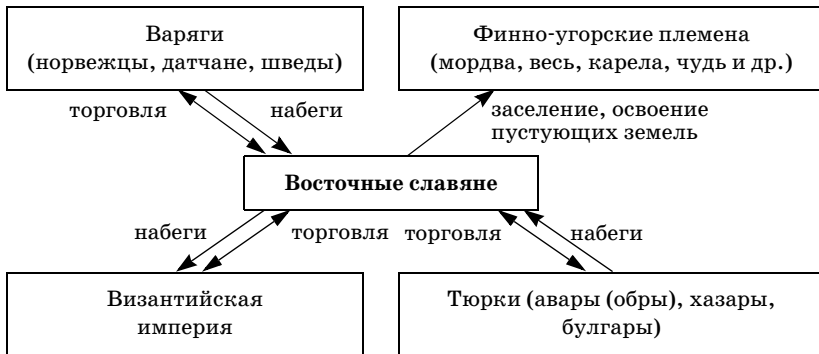 Варяги
(норвежцы, датчане, шведы)
Финно-угорские племена
(мордва, весь, карела, чудь и др.)
торговля
набеги
заселение, освоение
пустующих земель
Восточные славяне
набеги
торговля
торговля
набеги
Византийская
империя
Тюрки (авары (обры), хазары,
булгары)